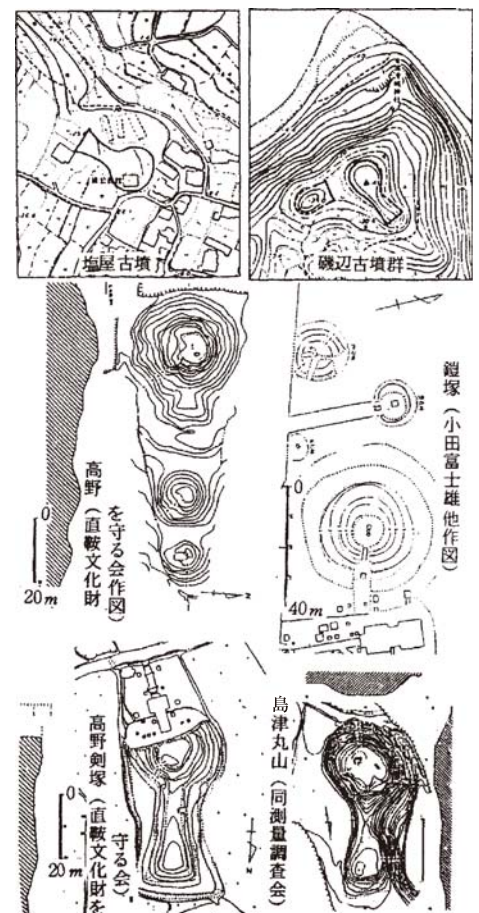 塩屋古墳
磯辺古墳群
鎧塚（小田富士雄他作図）
0
40m
高野（直鞍文化財
を守る会作図）
0
20m
高野剣塚（直鞍文化財を
守る会）
0
20m
島津丸山（同測量調査会）
N